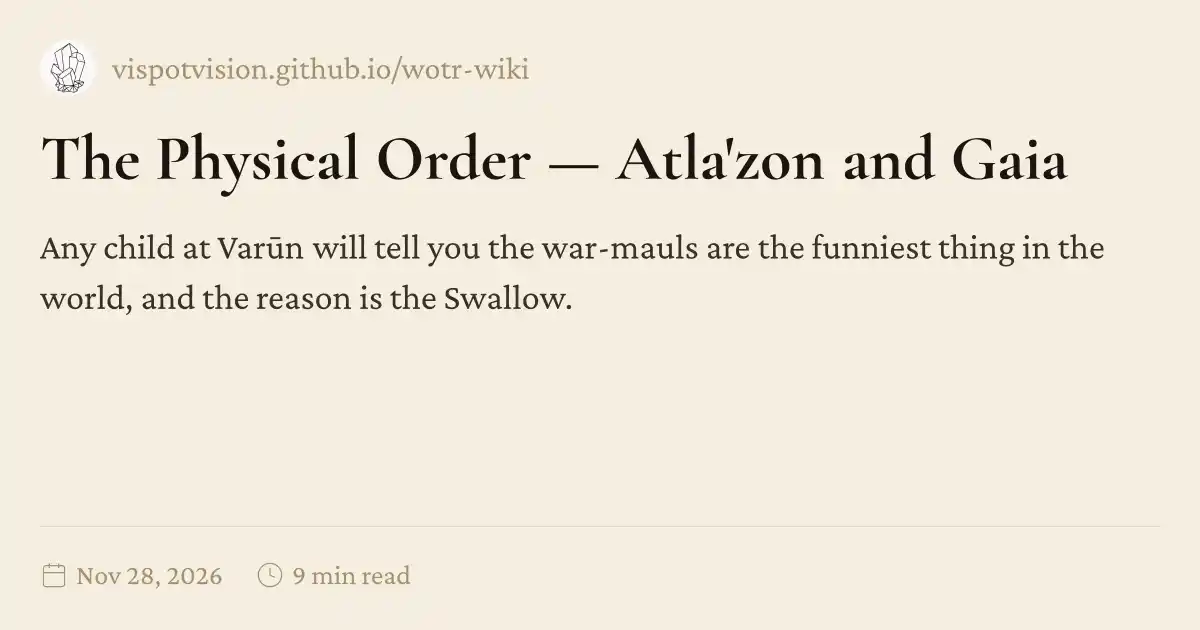 vispotvision.github.io/wotr-wiki
The Physical Order — Atla'zon and Gaia
Any child at Varūn will tell you the war-mauls are the funniest thing in the
world, and the reason is the Swallow.
Nov 28, 2026 9 min read